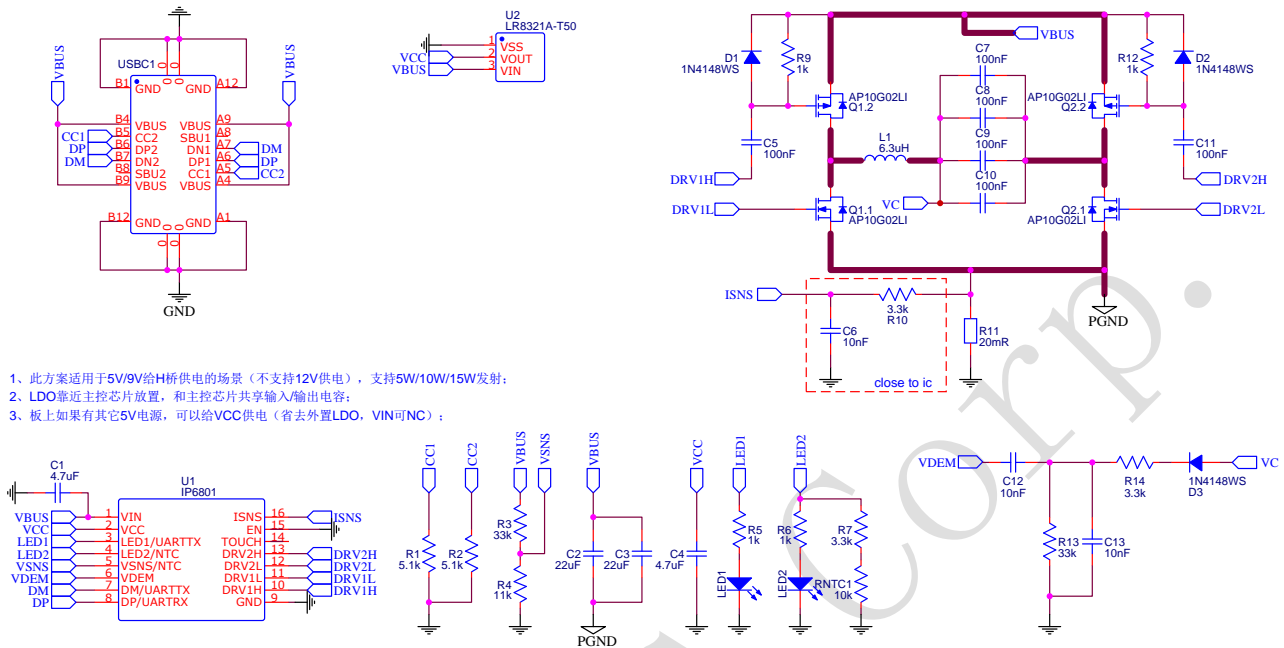 U2
LR8321A-T50
1 VSS
VCC 2 VOUT
VBUS 3 VIN
USBC1
VBUS
VBUS
0 0
B1 GND GND A12
B4 VBUS VBUS A9
CC1 B5 CC2 SBU1 A8
DP B6 DP2 DN1 A7 DM
DM B7 DN2 DP1 A6 DP
B8 SBU2 CC1 A5 CC2
B9 VBUS VBUS A4
B12 GND GND A1
0 0
GND
VBUS
D1
1N4148WS
R9
1k
C7
100nF
R12
1k
D2
1N4148WS
AP10G02LI
Q1.2
C8
100nF
AP10G02LI
Q2.2
C5
100nF
L1
6.3uH
C9
100nF
C11
100nF
C10
100nF
DRV1H
DRV2H
DRV1L
Q1.1
AP10G02LI
VC
Q2.1
AP10G02LI
DRV2L
ISNS
3.3k
R10
C6
10nF
R11
20mR
close to ic
PGND
1、此方案适用于5V/9V给H桥供电的场景（不支持12V供电），支持5W/10W/15W发射；
2、LDO靠近主控芯片放置，和主控芯片共享输入/输出电容；
3、板上如果有其它5V电源，可以给VCC供电（省去外置LDO，VIN可NC）；
C1
4.7uF
U1
IP6801
VBUS 1 VIN ISNS 16 ISNS
VCC 2 VCC EN 15
LED1 3 LED1/UARTTX TOUCH 14
LED2 4 LED2/NTC DRV2H 13 DRV2H
VSNS 5 VSNS/NTC DRV2L 12 DRV2L
VDEM 6 VDEM DRV1L 11 DRV1L
DM 7 DM/UARTTX DRV1H 10 DRV1H
DP 8 DP/UARTRX GND 9
CC1
R1
5.1k
CC2
R2
5.1k
VBUS
VSNS
R3
33k
R4
11k
VBUS
C2
22uF
C3
22uF
PGND
VCC
C4
4.7uF
LED1
R5
1k
LED1
LED2
R6
1k
LED2
R7
3.3k
RNTC1
10k
VDEM
C12
10nF
R14
3.3k
1N4148WS
D3
VC
R13
33k
C13
10nF
Corp.